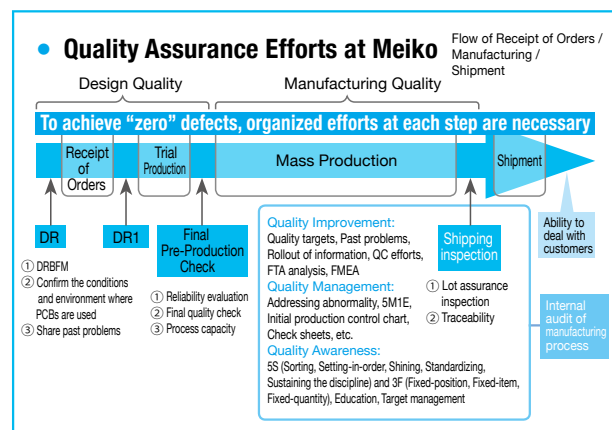 • Quality Assurance Efforts at Meiko
Flow of Receipt of Orders /
Manufacturing /
Shipment
Design Quality
Manufacturing Quality
To achieve “zero” defects, organized efforts at each step are necessary
Receipt
of
Orders
Trial
Production
Mass Production
Shipment
DR
① DRBFM
② Confirm the conditions
and environment where
PCBs are used
③ Share past problems
DR1
Final
Pre-Production
Check
① Reliability evaluation
② Final quality check
③ Process capacity
Quality Improvement:
Quality targets, Past problems,
Rollout of information, QC efforts,
FTA analysis, FMEA
Quality Management:
Addressing abnormality, 5M1E,
Initial production control chart,
Check sheets, etc.
Quality Awareness:
5S (Sorting, Setting-in-order, Shining, Standardizing,
Sustaining the discipline) and 3F (Fixed-position, Fixed-item,
Fixed-quantity), Education, Target management
Shipping
inspection
① Lot assurance
inspection
② Traceability
Ability to
deal with
customers
Internal
audit of
manufacturing
process